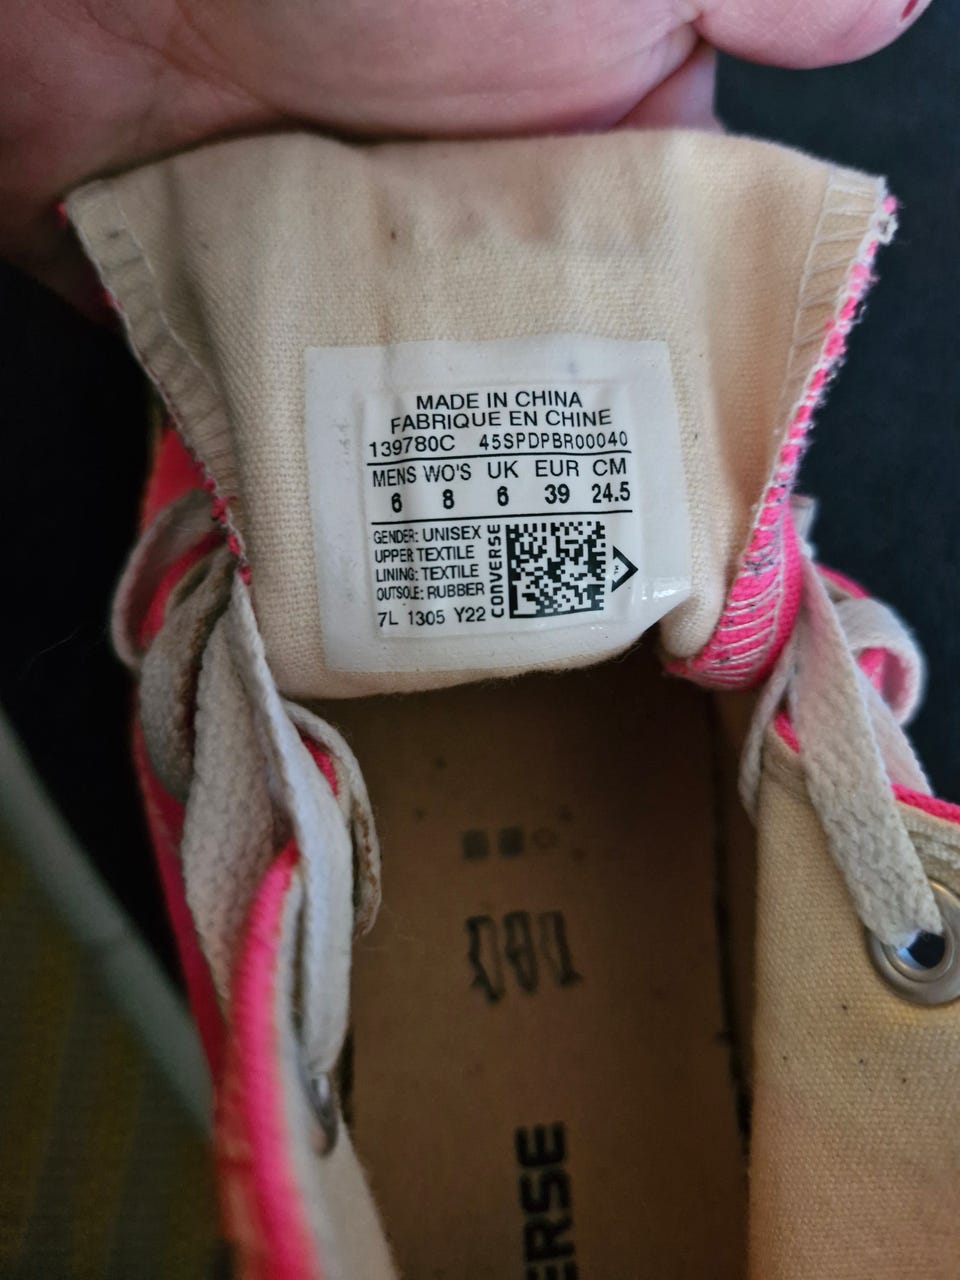 MADE IN CHINA
FABRIQUE EN CHINE
139780C 45SPDPBR00040
MENS WO'S UK EUR CM
6 8 6 39 24.5
GENDER: UNISEX
UPPER TEXTILE
LINING: TEXTILE
OUTSOLE: RUBBER
CONVERSE
7L 1305 Y22
ERSE